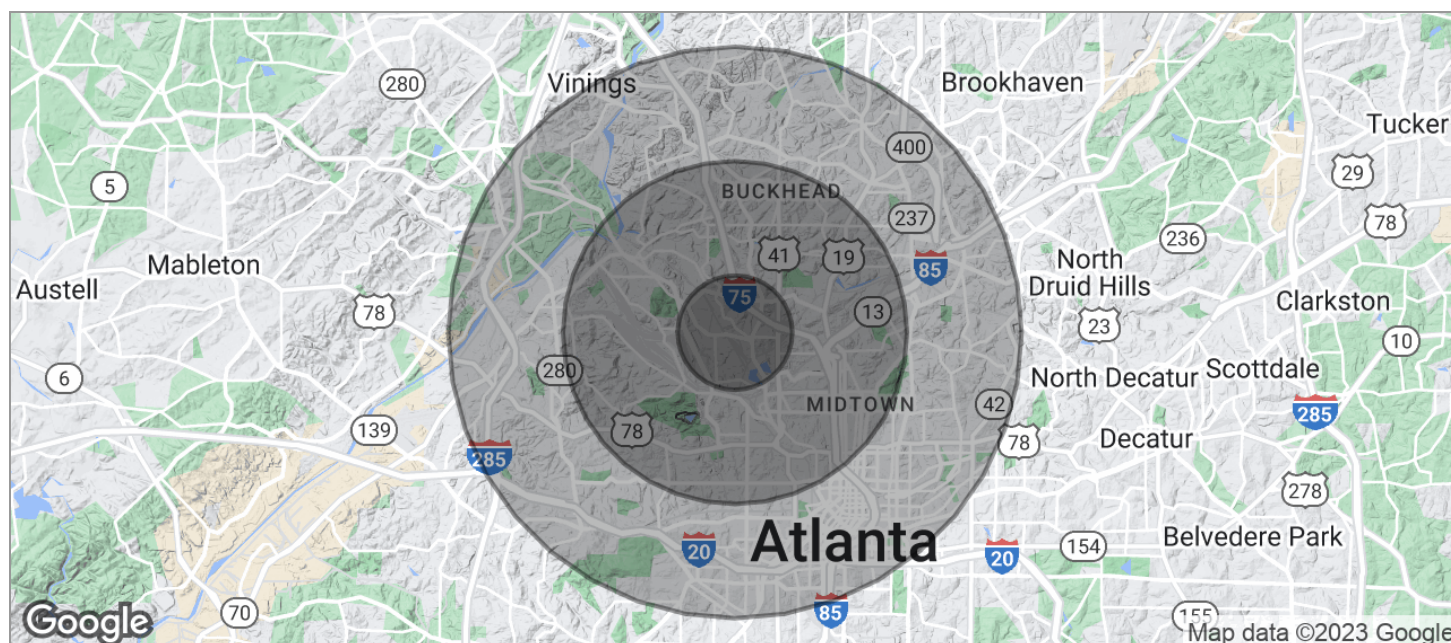 280
Vinings
Brookhaven
Tucker
400
29
5
BUCKHEAD
237
78
236
41
19
Mableton
85
North
Druid Hills
Austell
75
Clarkston
78
13
23
10
6
280
North Decatur
Scottdale
42
MIDTOWN
285
139
78
78
Decatur
285
278
Atlanta
20
20
154
Belvedere Park
70
85
155
Google
Map data ©2023 Google